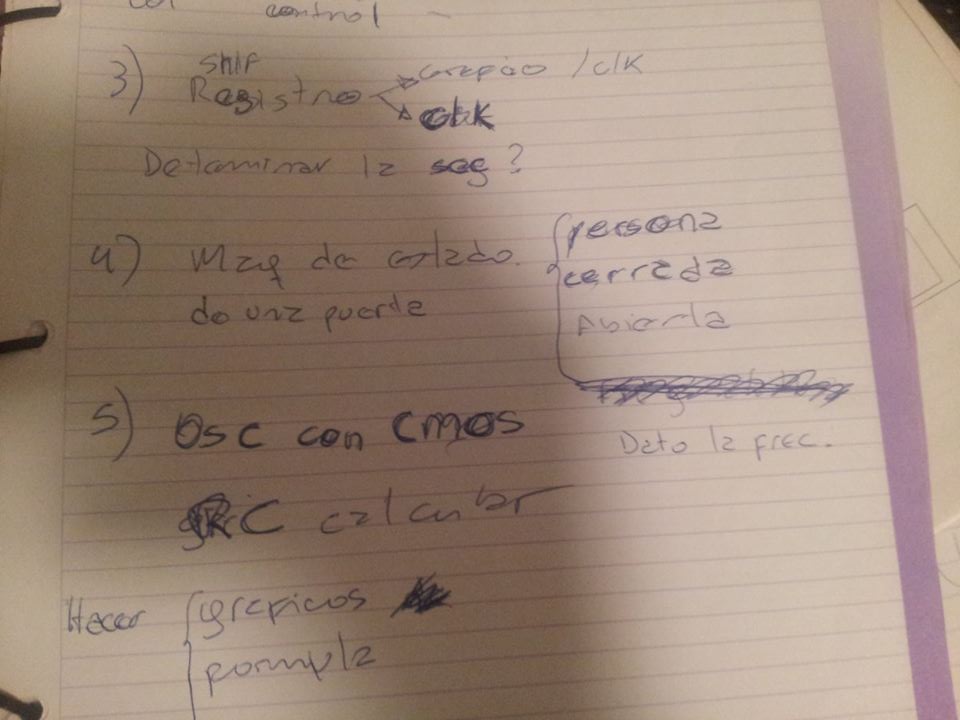 control
3) Shif
Registro cargado /clk
clk
Determinar la seg?
4) Maq de estado.
de una puerta
persona
cerrada
Abierta
5) Osc con CMOS
Dato la frec.
RC calcular
Hacer graficos
formula